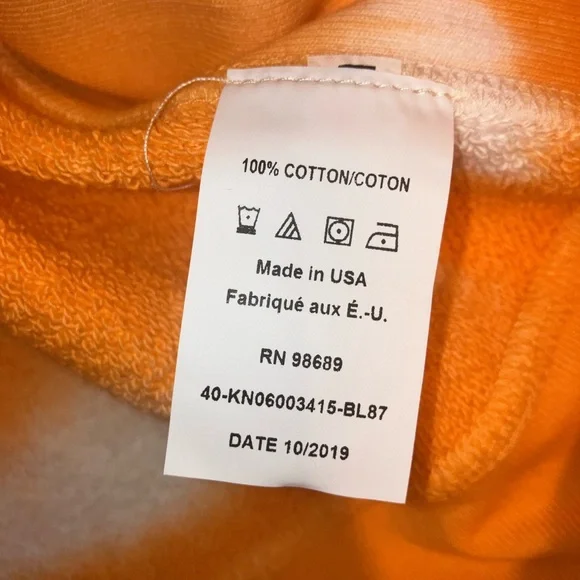 100% COTTON/COTON
Made in USA
Fabriqué aux É.-U.
RN 98689
40-KN06003415-BL87
DATE 10/2019